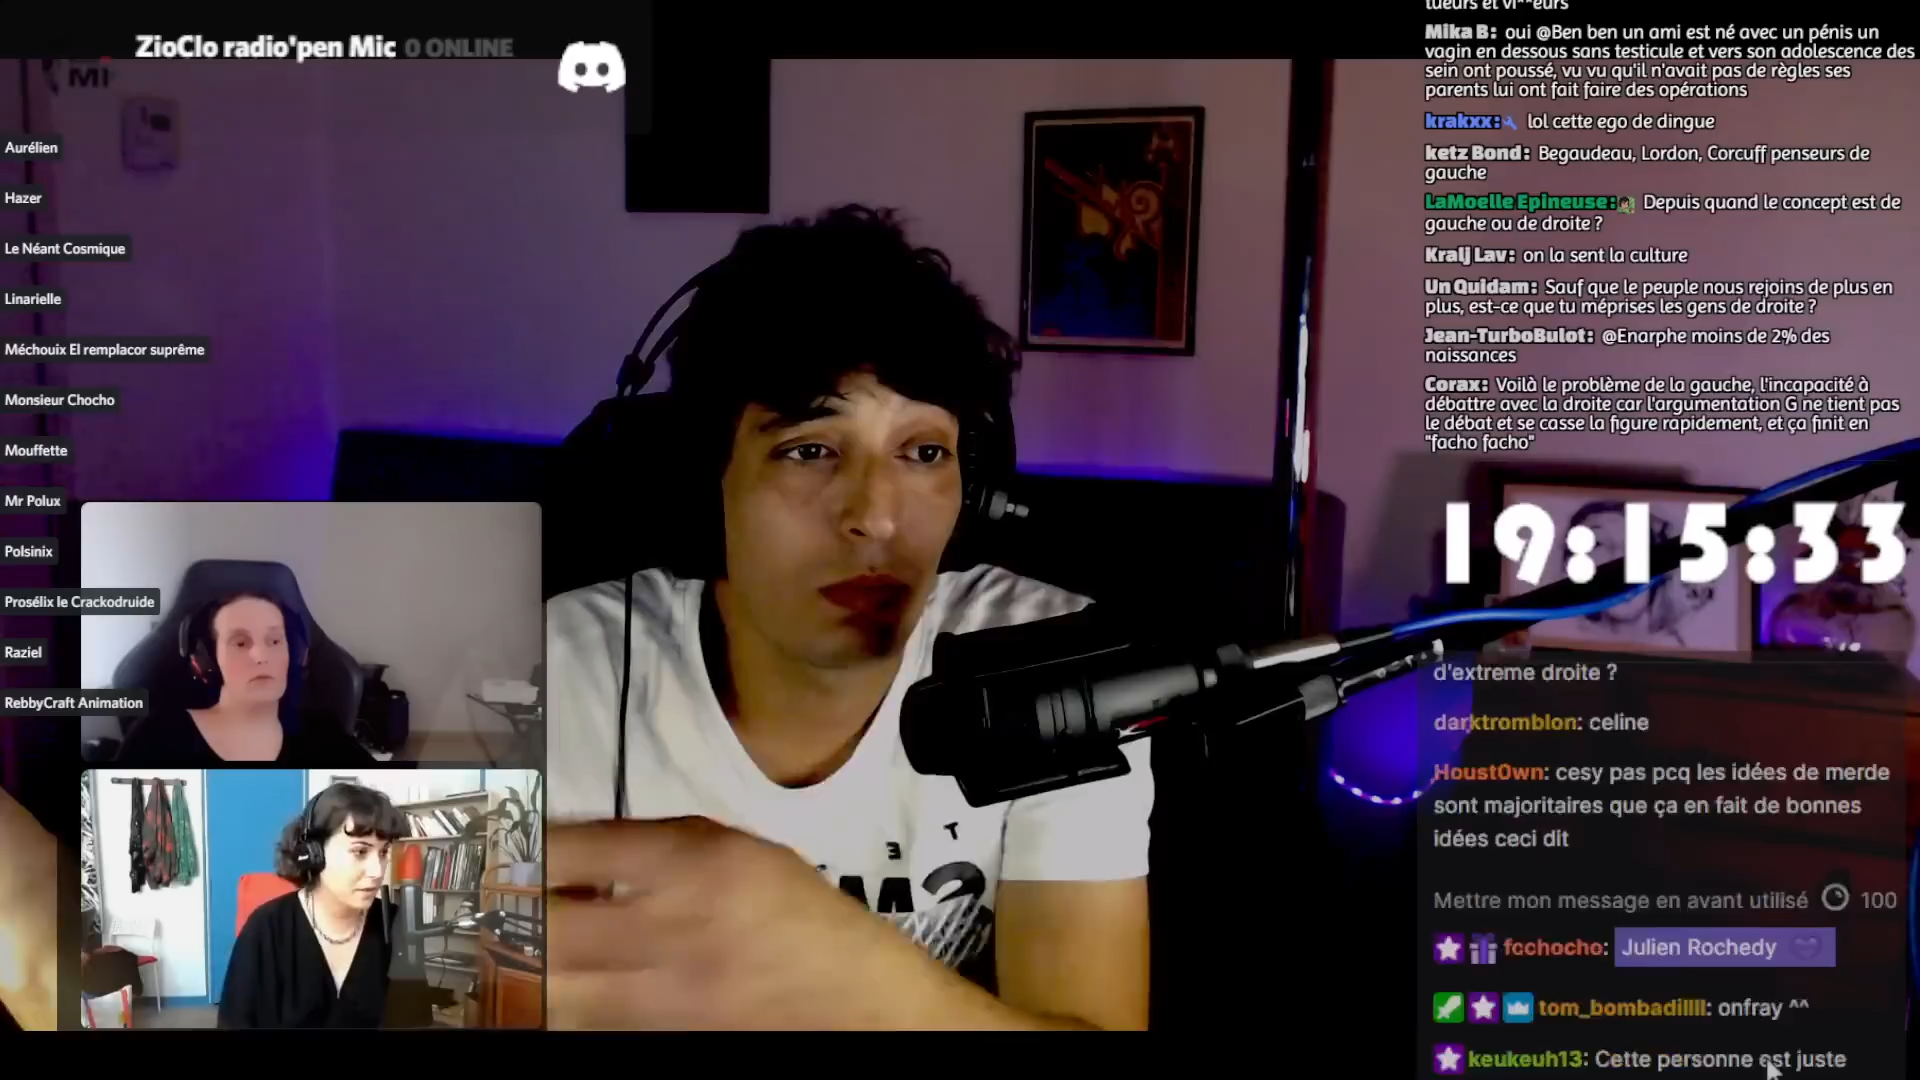 ZioClo radio'pen Mic 0 ONLINE
MI
Aurélien
Hazer
Le Néant Cosmique
Linarielle
Méchouix El remplacor suprême
Monsieur Chocho
Mouffette
Mr Polux
Polsinix
Prosélix le Crackodruide
Raziel
RebbyCraft Animation
tueurs et vi**eurs
Mika B: oui @Ben ben un ami est né avec un pénis un
vagin en dessous sans testicule et vers son adolescence des
sein ont poussé, vu vu qu'il n'avait pas de règles ses
parents lui ont fait faire des opérations
krakxx: lol cette ego de dingue
ketz Bond: Begaudeau, Lordon, Corcuff penseurs de
gauche
LaMoelle Epineuse: Depuis quand le concept est de
gauche ou de droite ?
Kralj Lav: on la sent la culture
Un Quidam: Sauf que le peuple nous rejoins de plus en
plus, est-ce que tu méprises les gens de droite ?
Jean-TurboBulot: @Enarphe moins de 2% des
naissances
Corax: Voilà le problème de la gauche, l'incapacité à
débattre avec la droite car l'argumentation G ne tient pas
le débat et se casse la figure rapidement, et ça finit en
"facho facho"
19:15:33
d'extreme droite ?
darktromblon: celine
Houst0wn: cesy pas pcq les idées de merde
sont majoritaires que ça en fait de bonnes
idées ceci dit
Mettre mon message en avant utilisé 100
fcchocho: Julien Rochedy
tom_bombadillll: onfray ^^
keukeuh13: Cette personne est juste